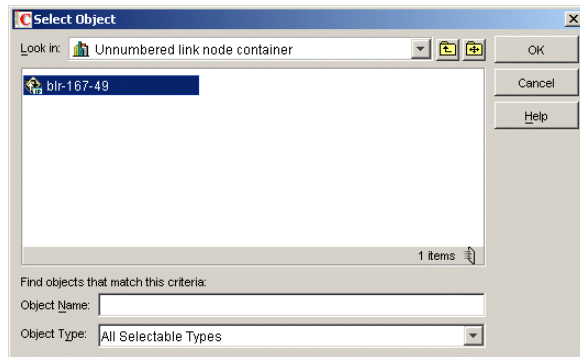 Select Object
Look in: Unnumbered link node container
OK
blr-167-49
Cancel
Help
1 items
Find objects that match this criteria:
Object Name:
Object Type: All Selectable Types